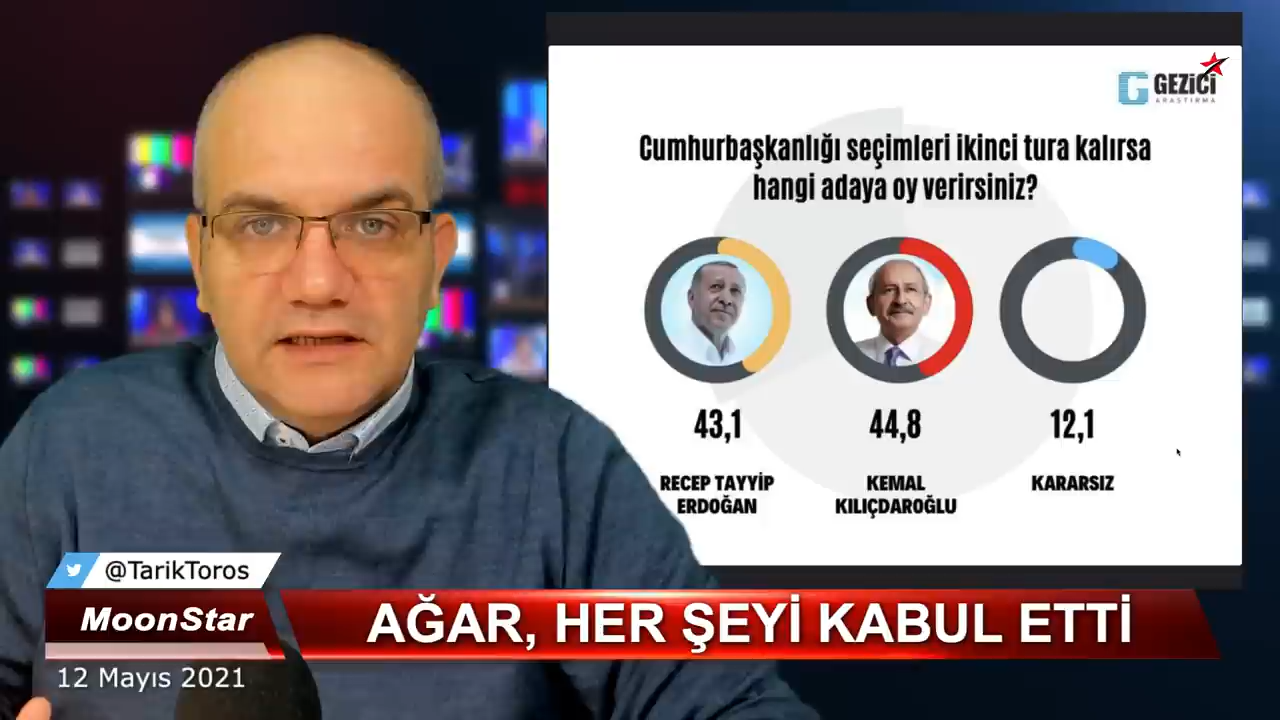 GEZİCİ
ARAŞTIRMA
Cumhurbaşkanlığı seçimleri ikinci tura kalırsa
hangi adaya oy verirsiniz?
43,1
44,8
12,1
RECEP TAYYİP
ERDOĞAN
KEMAL
KILIÇDAROĞLU
KARARSIZ
@TarikToros
MoonStar
AĞAR, HER ŞEYİ KABUL ETTİ
12 Mayıs 2021